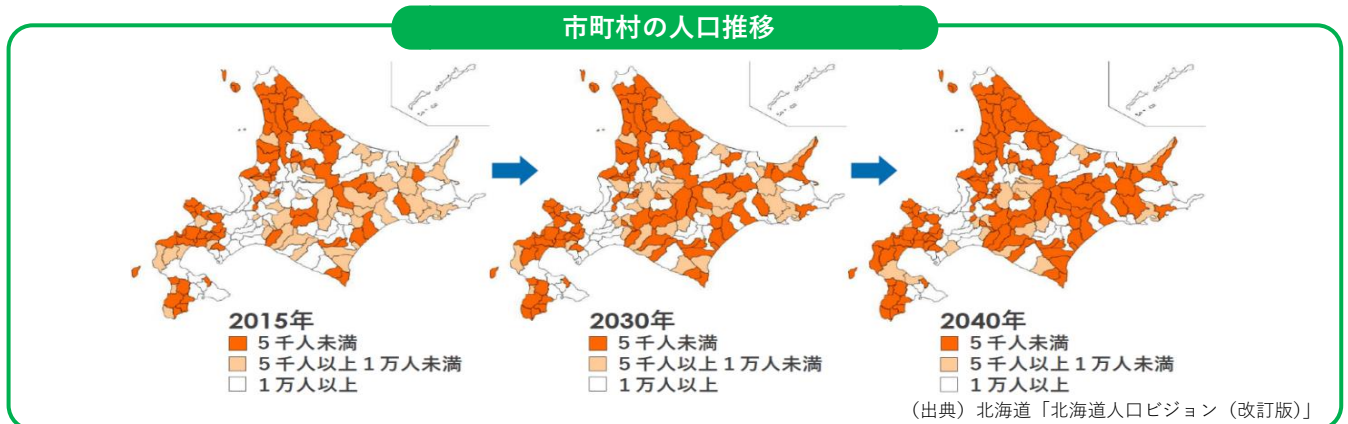 市町村の人口推移
2015年
５千人未満
５千人以上１万人未満
１万人以上
2030年
５千人未満
５千人以上１万人未満
１万人以上
2040年
５千人未満
５千人以上１万人未満
１万人以上
（出典）北海道「北海道人口ビジョン（改訂版）」